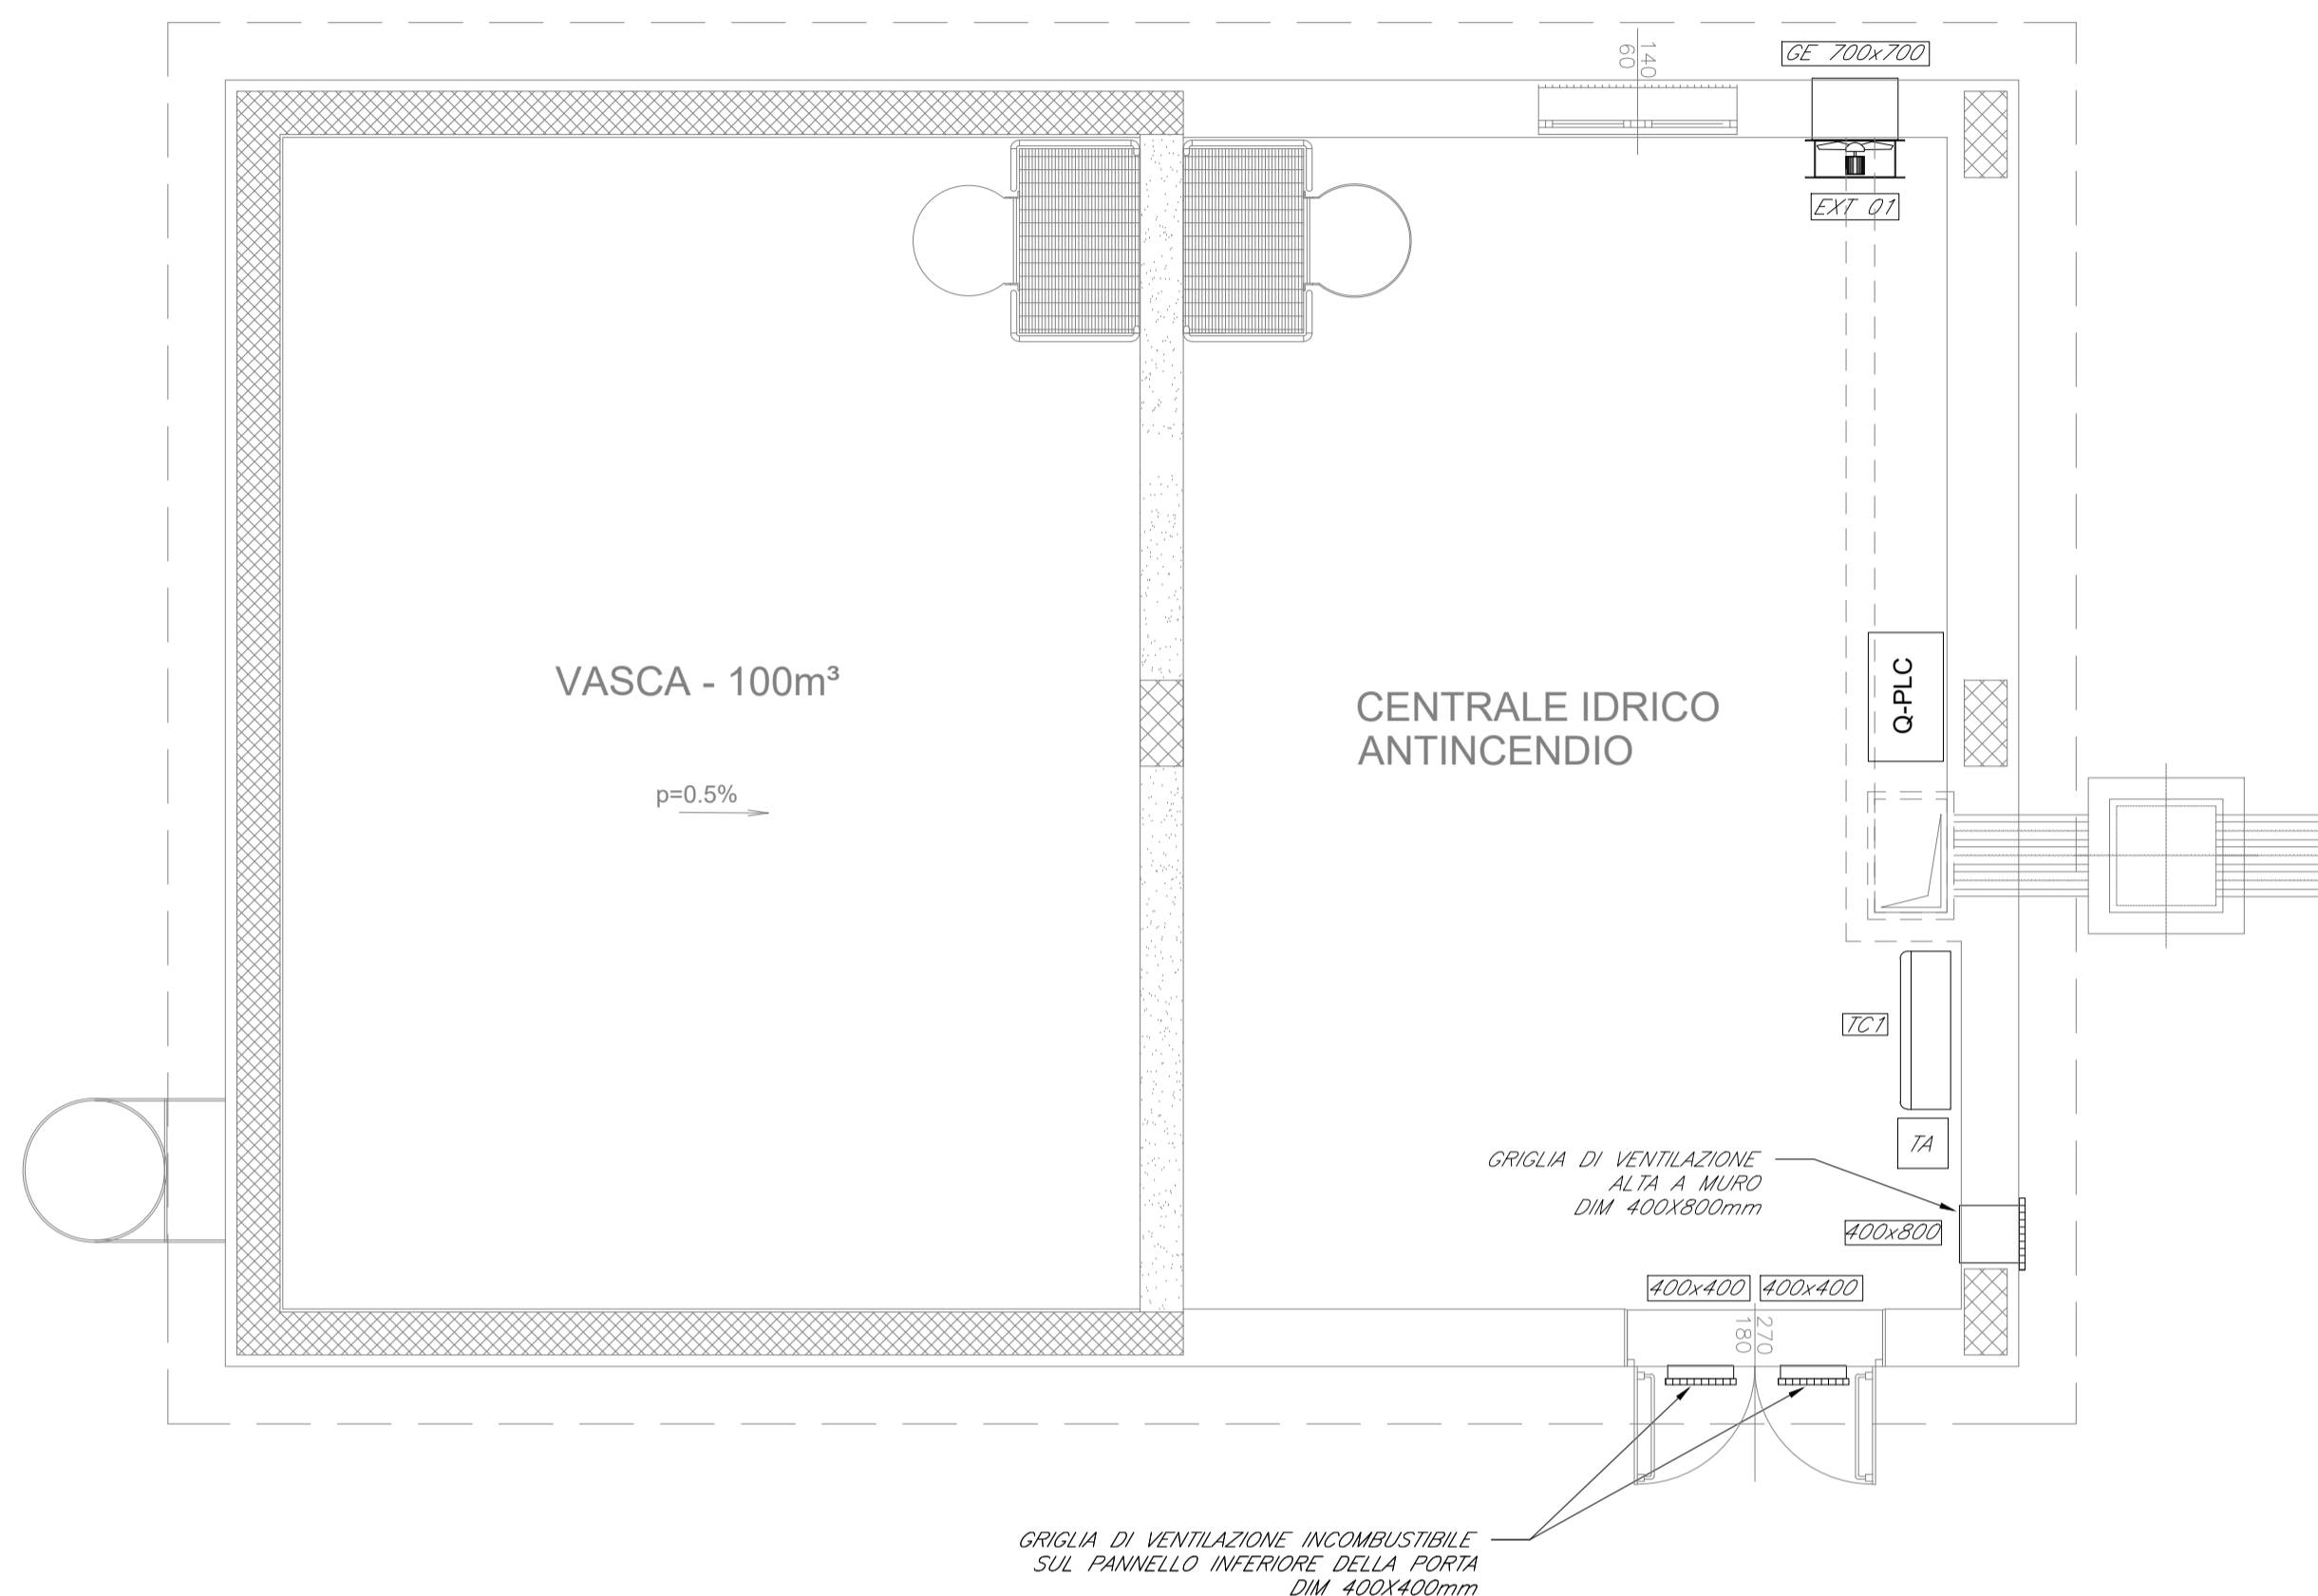 140
60
GE 700x700
EXT 01
VASCA - 100m³
p=0.5%
CENTRALE IDRICO
ANTINCENDIO
Q-PLC
TC1
TA
GRIGLIA DI VENTILAZIONE
ALTA A MURO
DIM 400X800mm
400x800
400x400
400x400
270
180
GRIGLIA DI VENTILAZIONE INCOMBUSTIBILE
SUL PANNELLO INFERIORE DELLA PORTA
DIM 400X400mm